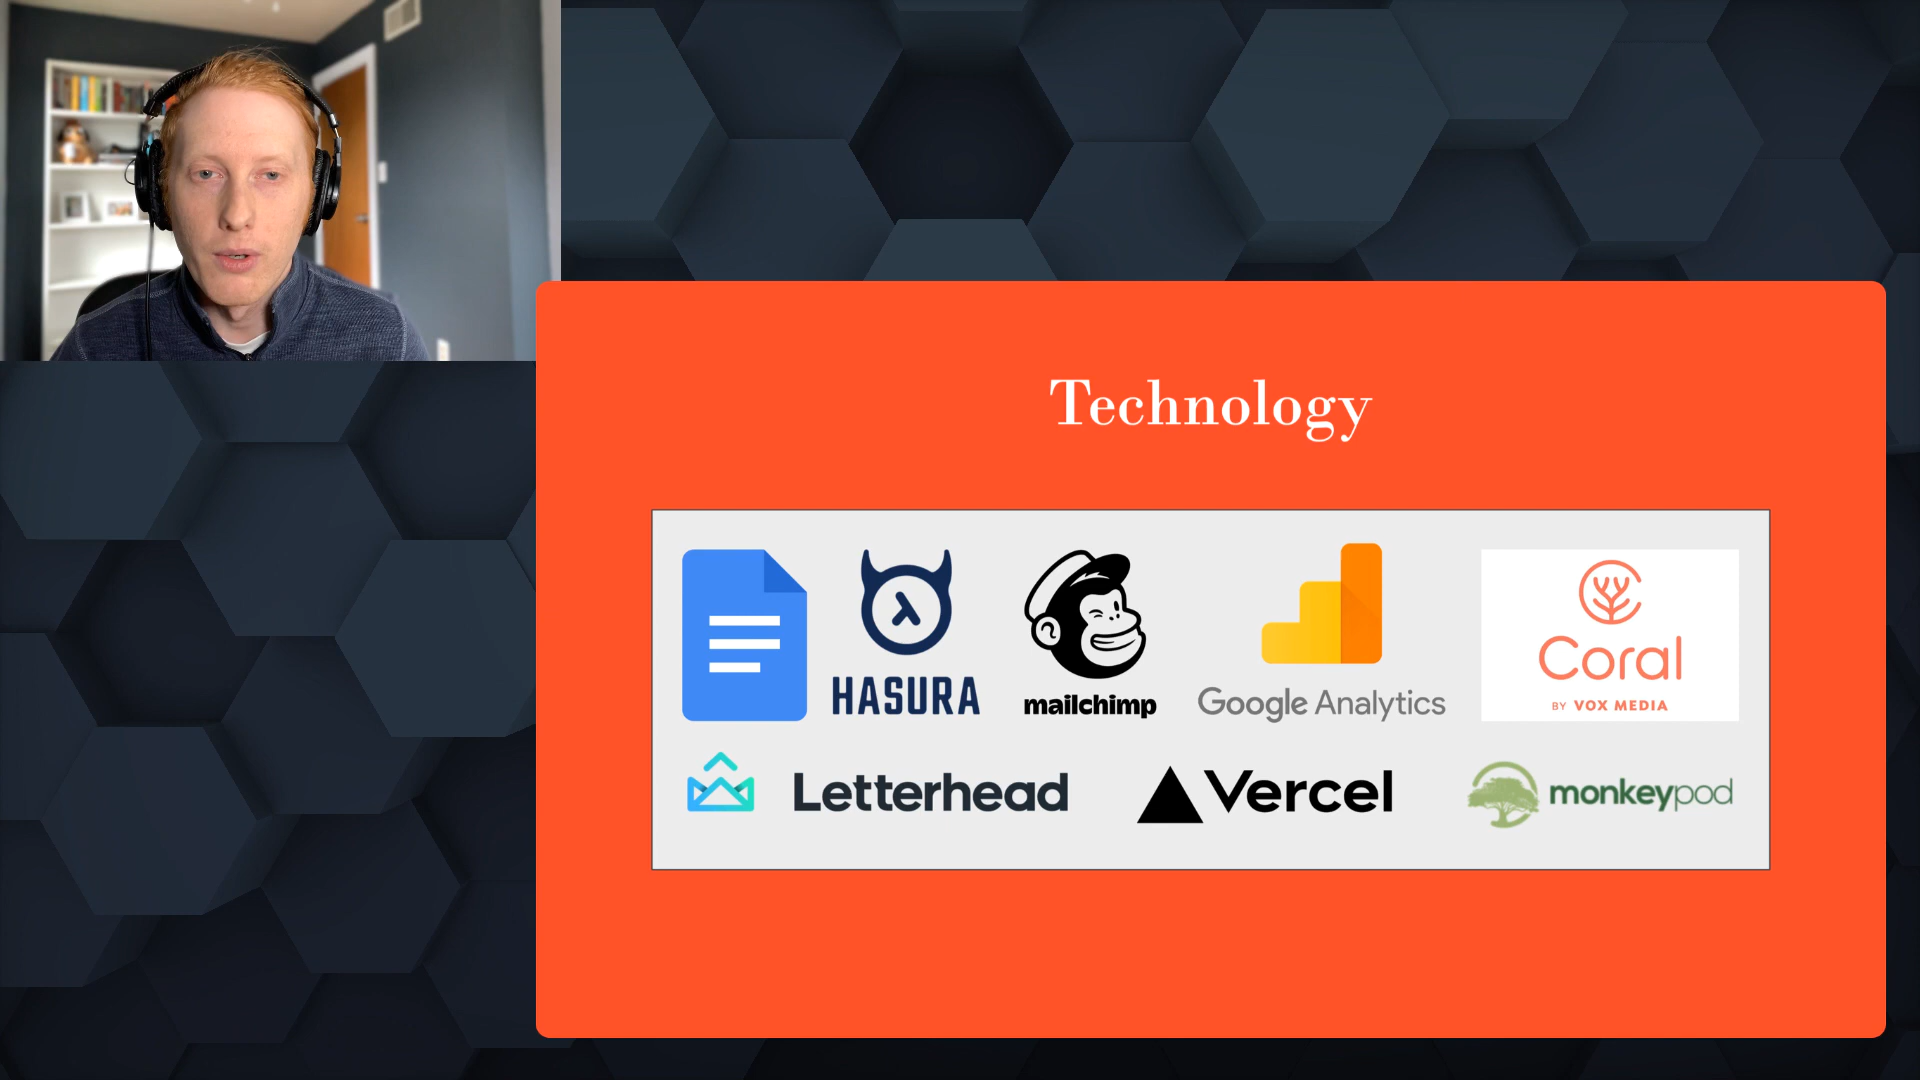 Technology
HASURA
mailchimp
Google Analytics
Coral
BY VOX MEDIA
Letterhead
Vercel
monkeypod